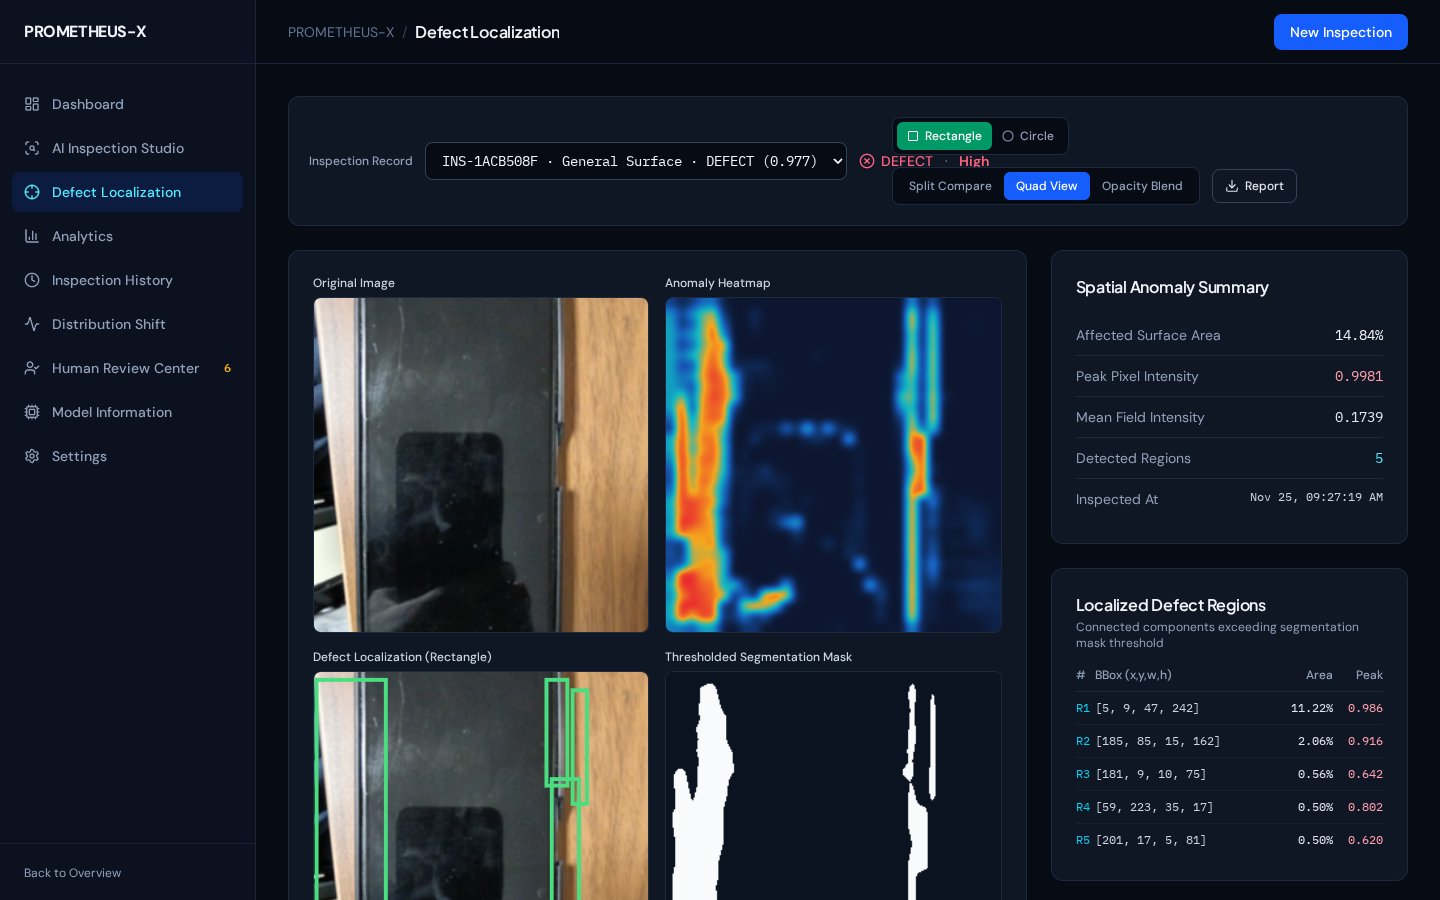 PROMETHEUS-X
PROMETHEUS-X / Defect Localization
New Inspection
Dashboard
AI Inspection Studio
Defect Localization
Analytics
Inspection History
Distribution Shift
Human Review Center 6
Model Information
Settings
Back to Overview
Inspection Record
INS-1ACB508F · General Surface · DEFECT (0.977)
DEFECT · High
Rectangle
Circle
Split Compare
Quad View
Opacity Blend
Report
Original Image
Anomaly Heatmap
Defect Localization (Rectangle)
Thresholded Segmentation Mask
Spatial Anomaly Summary
Affected Surface Area 14.84%
Peak Pixel Intensity 0.9981
Mean Field Intensity 0.1739
Detected Regions 5
Inspected At Nov 25, 09:27:19 AM
Localized Defect Regions
Connected components exceeding segmentation
mask threshold
# BBox (x,y,w,h) Area Peak
R1 [5, 9, 47, 242] 11.22% 0.986
R2 [185, 85, 15, 162] 2.06% 0.916
R3 [181, 9, 10, 75] 0.56% 0.642
R4 [59, 223, 35, 17] 0.50% 0.802
R5 [201, 17, 5, 81] 0.50% 0.620